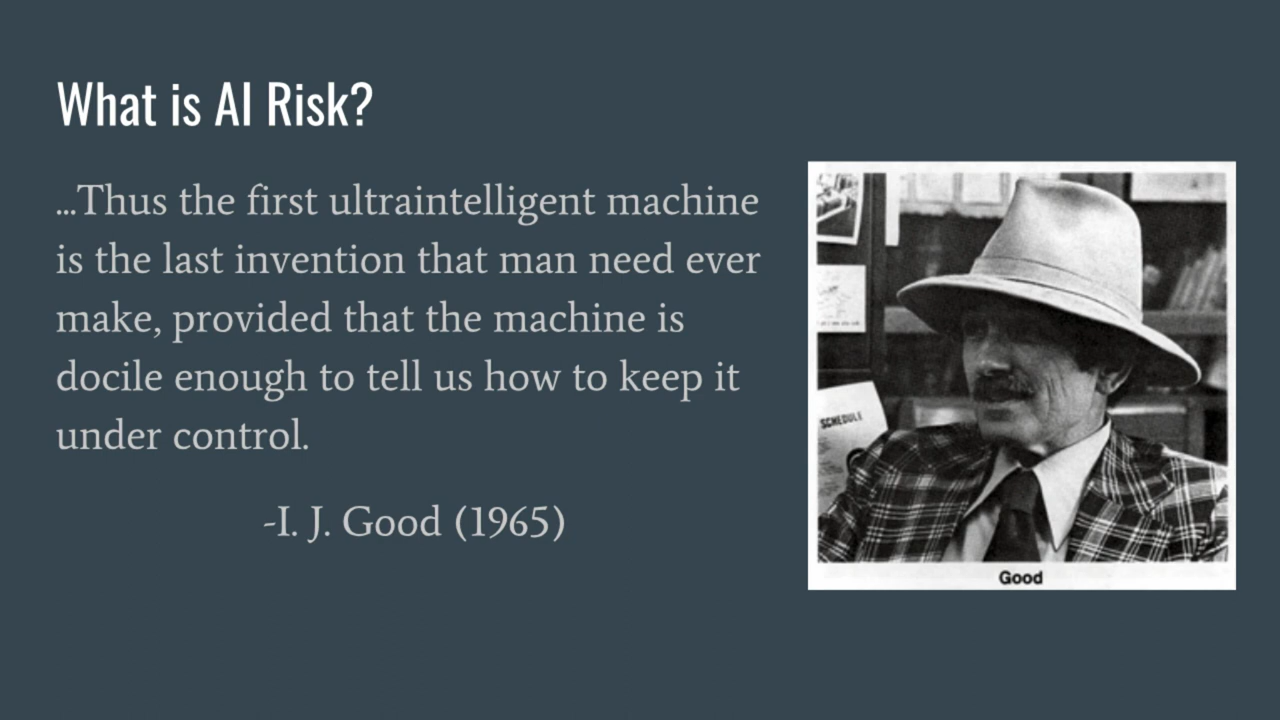 What is AI Risk?
...Thus the first ultraintelligent machine
is the last invention that man need ever
make, provided that the machine is
docile enough to tell us how to keep it
under control.
-I. J. Good (1965)
SCHEDULE
Good